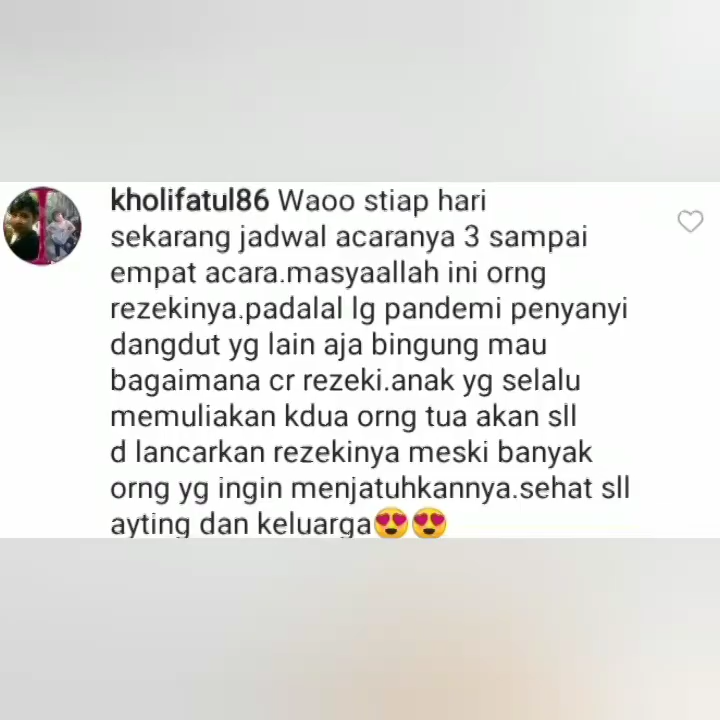 kholifatul86 Waoo stiap hari
sekarang jadwal acaranya 3 sampai
empat acara.masyaallah ini orng
rezekinya.padalal lg pandemi penyanyi
dangdut yg lain aja bingung mau
bagaimana cr rezeki.anak yg selalu
memuliakan kdua orng tua akan sll
d lancarkan rezekinya meski banyak
orng yg ingin menjatuhkannya.sehat sll
ayting dan keluarga😍😍